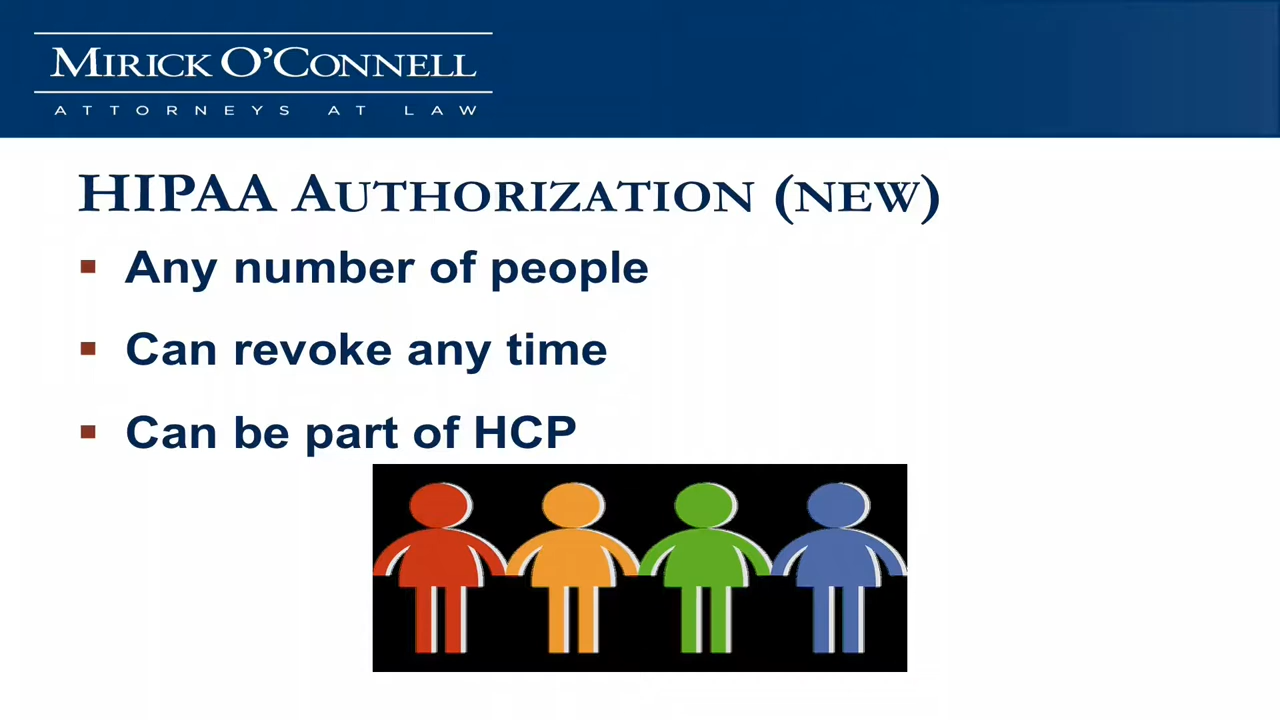 MIRICK O'CONNELL
ATTORNEYS AT LAW
HIPAA AUTHORIZATION (NEW)
Any number of people
Can revoke any time
Can be part of HCP